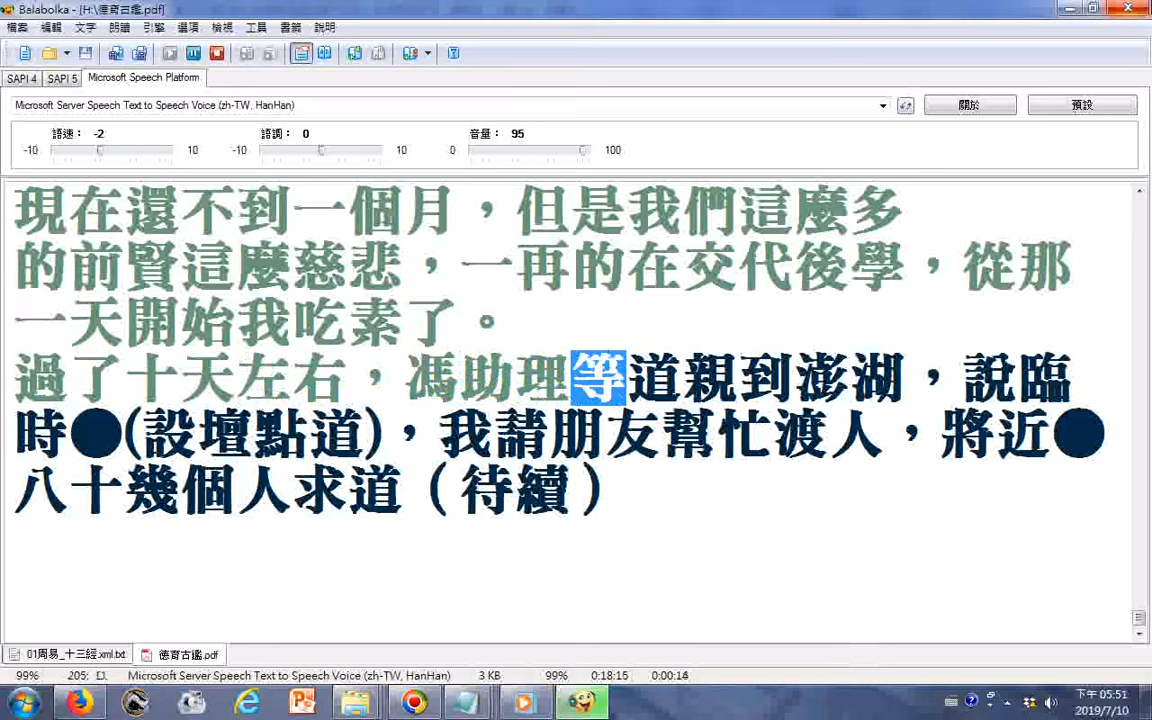 Balabolka - [H:\德育古鑑.pdf]
檔案 編輯 文字 朗讀 引擎 選項 檢視 工具 書籤 說明
SAPI 4 SAPI 5 Microsoft Speech Platform
Microsoft Server Speech Text to Speech Voice (zh-TW, HanHan) 關於 預設
語速： -2 語調： 0 音量： 95
-10 10 -10 10 0 100
現在還不到一個月，但是我們這麼多
的前賢這麼慈悲，一再的在交代後學，從那
一天開始我吃素了。
過了十天左右，馮助理等道親到澎湖，說臨
時●(設壇點道)，我請朋友幫忙渡人，將近●
八十幾個人求道（待續）
01周易_十三經.xml.txt 德育古鑑.pdf
99% 205: Microsoft Server Speech Text to Speech Voice (zh-TW, HanHan) 3 KB 99% 0:18:15 0:00:14
下午 05:51
2019/7/10